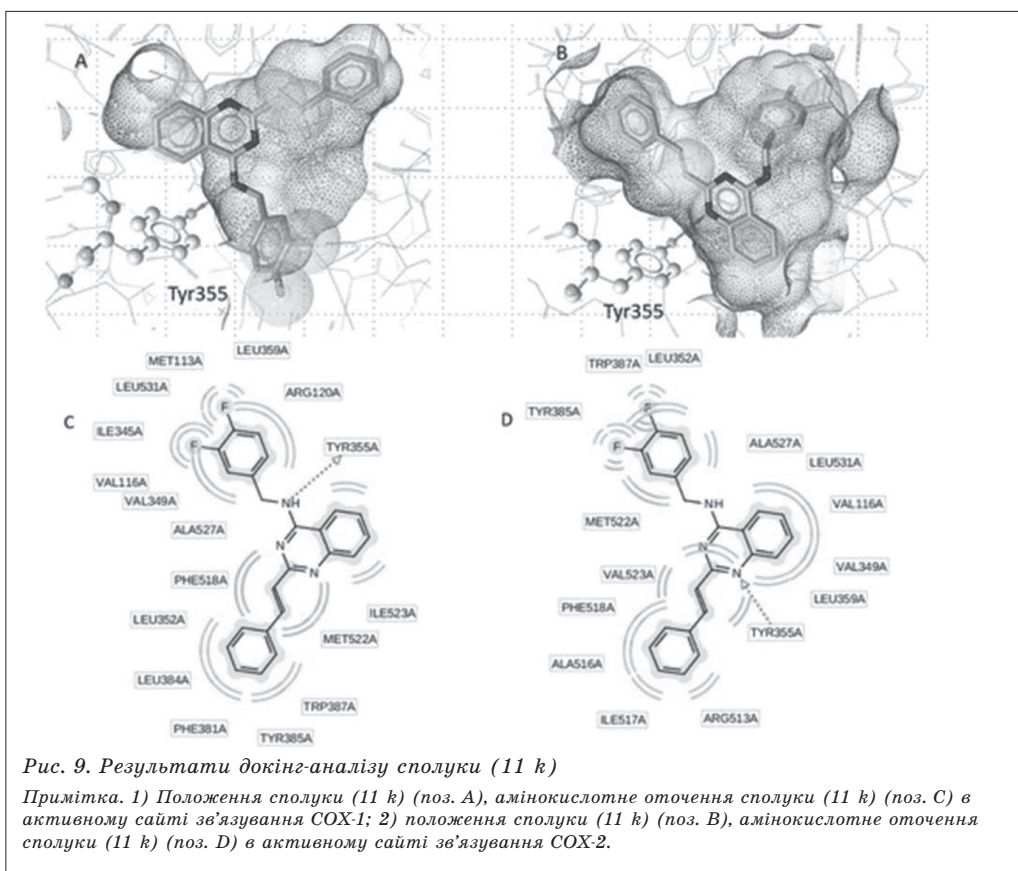 A
B
Tyr355
Tyr355
LEU359A
MET113A
LEU531A
ARG120A
C
ILE345A
TYR355A
F
F
VAL116A
VAL349A
NH
ALA527A
N
N
PHE518A
ILE523A
LEU352A
MET522A
LEU384A
TRP387A
PHE381A
TYR385A
TRP387A LEU352A
TYR385A
D
F
F
ALA527A
LEU531A
NH
VAL116A
MET522A
N
N
VAL523A
VAL349A
LEU359A
PHE518A
TYR355A
ALA516A
ILE517A
ARG513A
Рис. 9. Результати докінг-аналізу сполуки (11 k)
Примітка. 1) Положення сполуки (11 k) (поз. A), амінокислотне оточення сполуки (11 k) (поз. C) в
активному сайті зв'язування COX-1; 2) положення сполуки (11 k) (поз. B), амінокислотне оточення
сполуки (11 k) (поз. D) в активному сайті зв'язування COX-2.